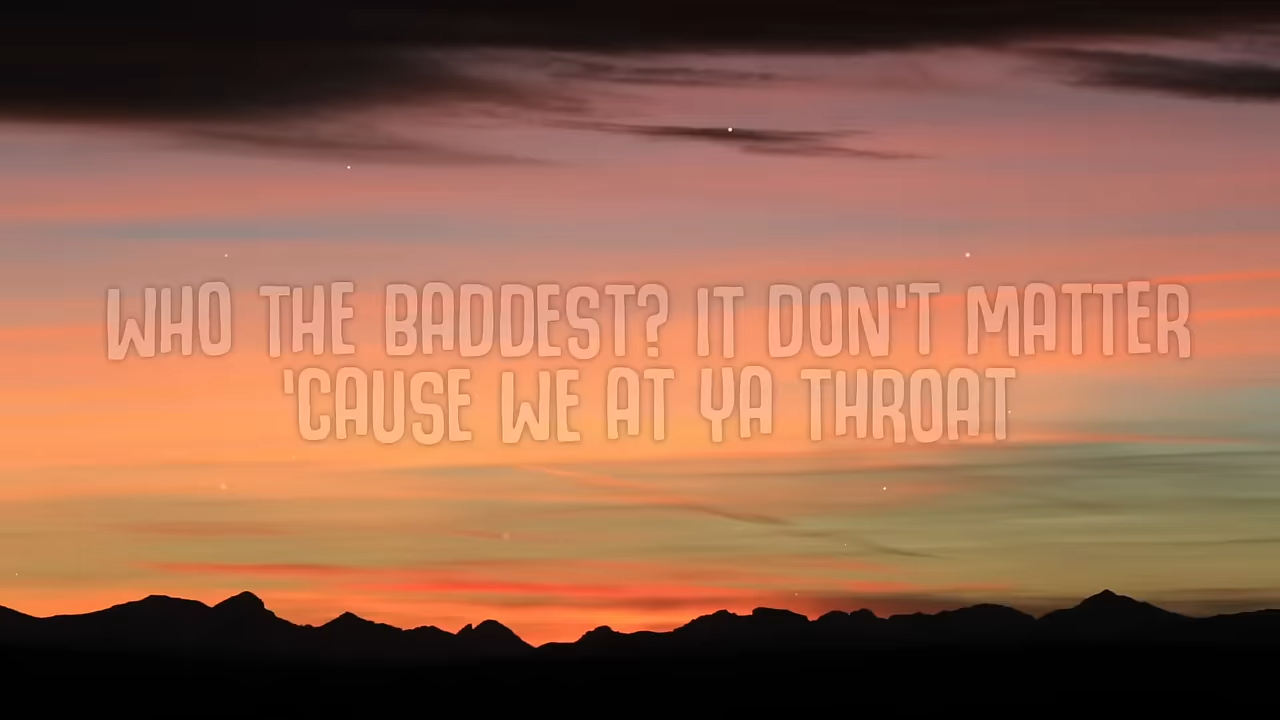 WHO THE BADDEST? IT DON'T MATTER
'CAUSE WE AT YA THROAT